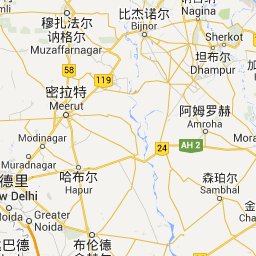 穆扎法尔
讷格尔
Muzaffarnagar
比杰诺尔
Bijnor
Nagina
Sherkot
坦布尔
Dhampur
58
119
密拉特
Meerut
阿姆罗赫
Amroha
Mora
Modinagar
24
AH 2
Muradnagar
德里
w Delhi
哈布尔
Hapur
森珀尔
Sambhal
Greater
Noida
Noida
布伦德